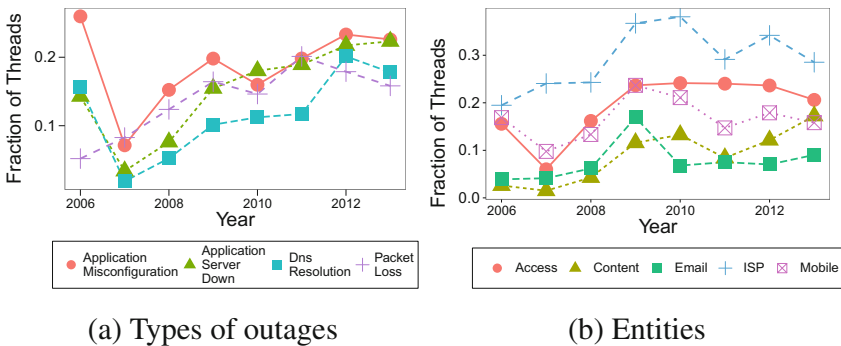 Fraction of Threads
0.2
0.1
2006
2008
2010
2012
Year
Application Misconfiguration
Application Server Down
Dns Resolution
Packet Loss
(a) Types of outages
Fraction of Threads
0.3
0.2
0.1
0.0
2006
2008
2010
2012
Year
Access
Content
Email
ISP
Mobile
(b) Entities